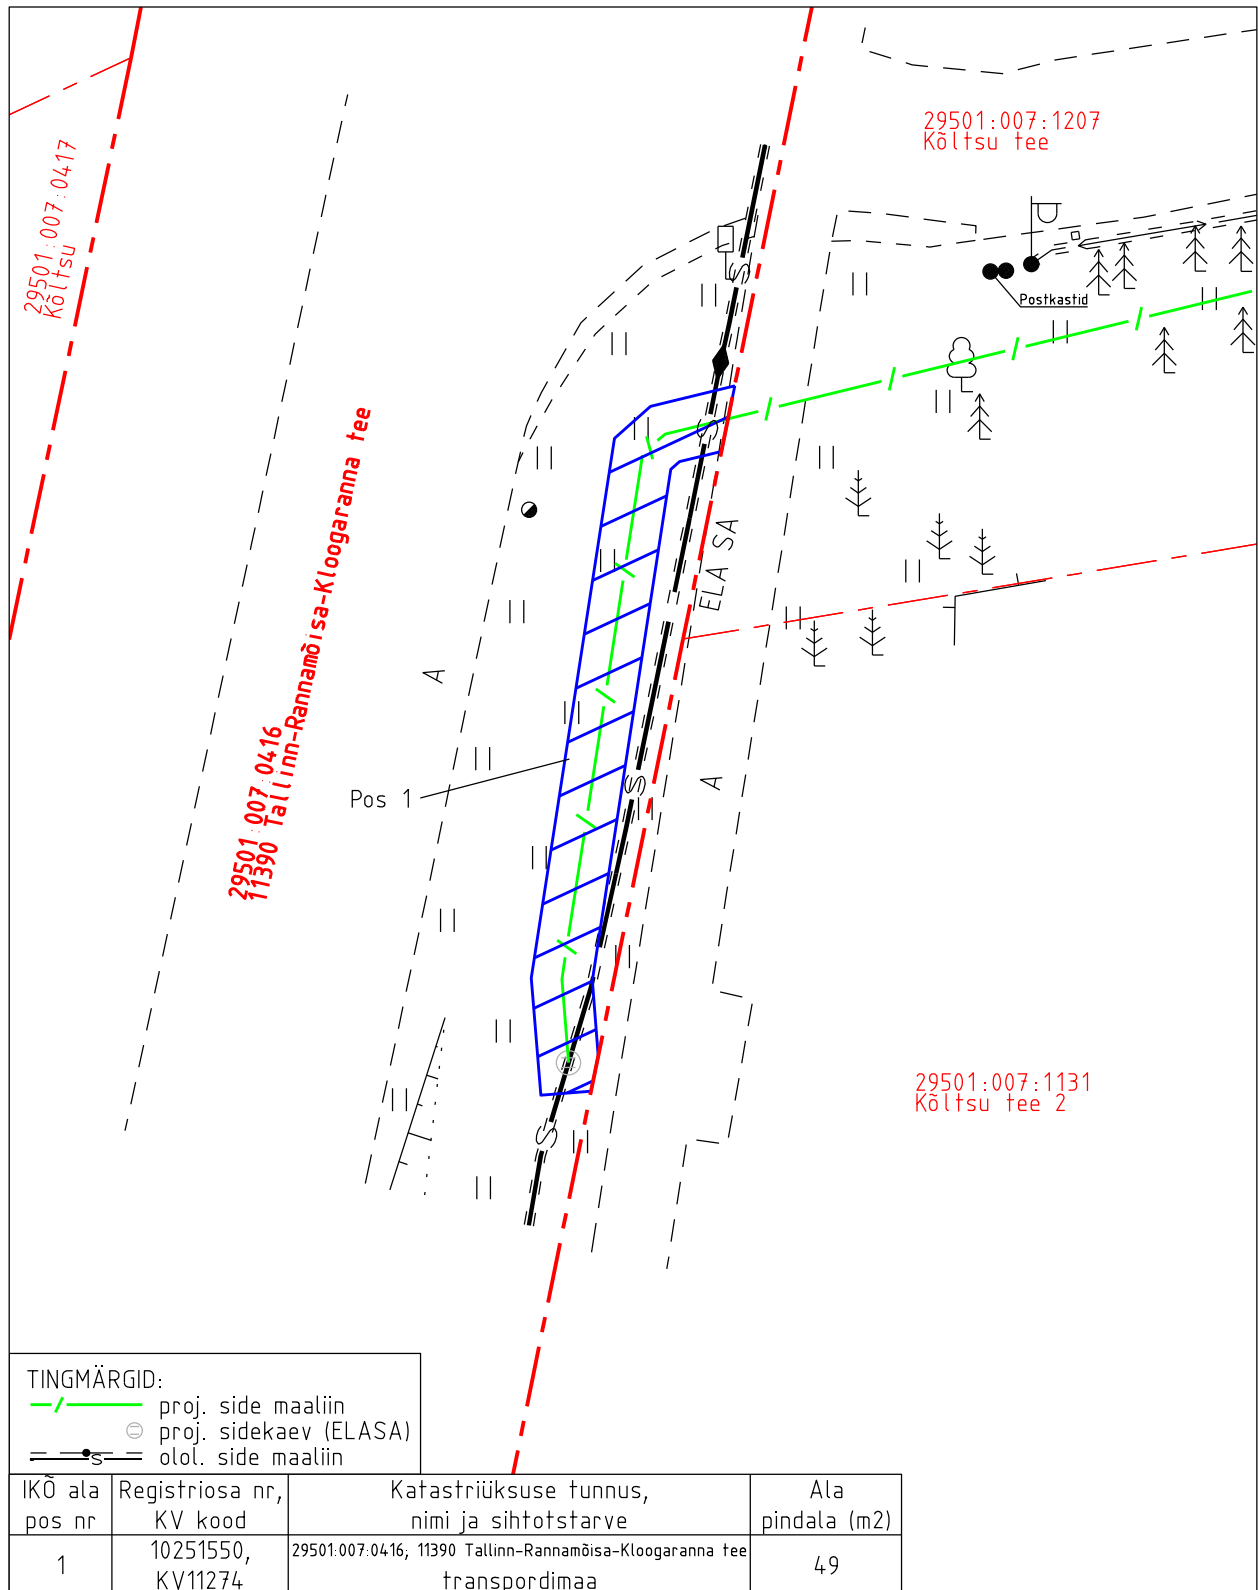 29501:007:1207
Kõltsu tee
29501:007:0417
Kõltsu
Postkastid
29501:007:0416
11390 Tallinn-Rannamõisa-Kloogaranna tee
S
S
ELA SA
A
A
S
Pos 1
S
29501:007:1131
Kõltsu tee 2
TINGMÄRGID:
proj. side maaliin
proj. sidekaev (ELASA)
S
olol. side maaliin
IKÕ ala pos nr
Registriosa nr, KV kood
Katastriüksuse tunnus, nimi ja sihtotstarve
Ala pindala (m2)
1
10251550, KV11274
29501:007:0416; 11390 Tallinn-Rannamõisa-Kloogaranna tee transpordimaa
49